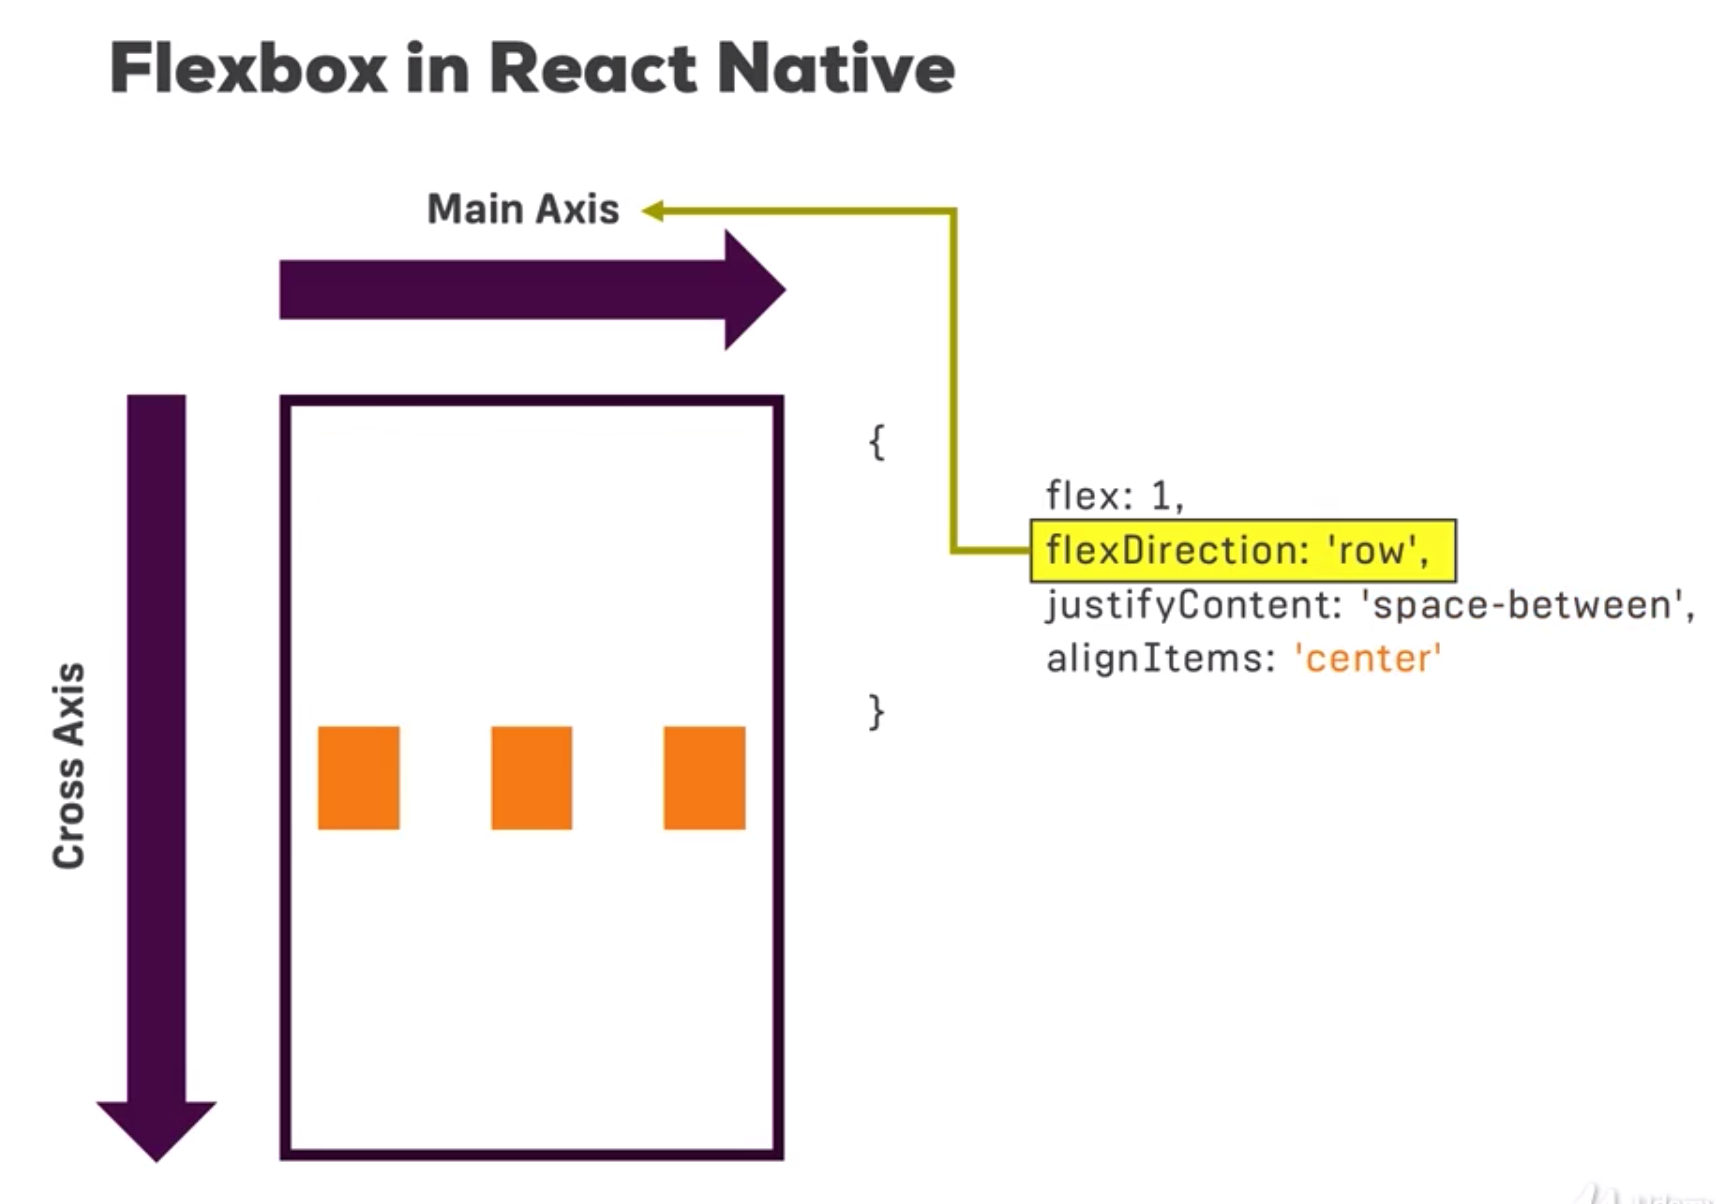 Flexbox in React Native
Main Axis
Cross Axis
{
flex: 1,
flexDirection: 'row',
justifyContent: 'space-between',
alignItems: 'center'
}